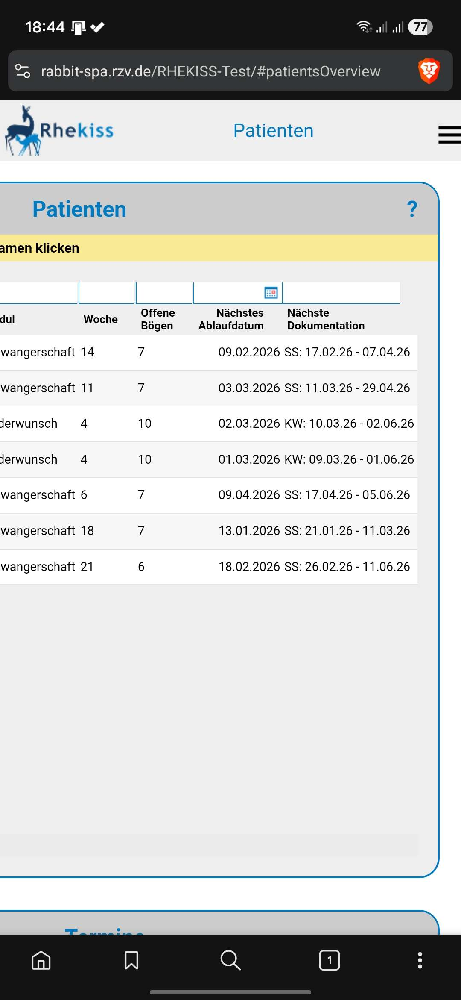 18:44
77
rabbit-spa.rzv.de/RHEKISS-Test/#patientsOverview
Rhekiss
Patienten
Patienten ?
amen klicken
dul Woche Offene Bögen Nächstes Ablaufdatum Nächste Dokumentation
wangerschaft 14 7 09.02.2026 SS: 17.02.26 - 07.04.26
wangerschaft 11 7 03.03.2026 SS: 11.03.26 - 29.04.26
derwunsch 4 10 02.03.2026 KW: 10.03.26 - 02.06.26
derwunsch 4 10 01.03.2026 KW: 09.03.26 - 01.06.26
wangerschaft 6 7 09.04.2026 SS: 17.04.26 - 05.06.26
wangerschaft 18 7 13.01.2026 SS: 21.01.26 - 11.03.26
wangerschaft 21 6 18.02.2026 SS: 26.02.26 - 11.06.26
Termine
1